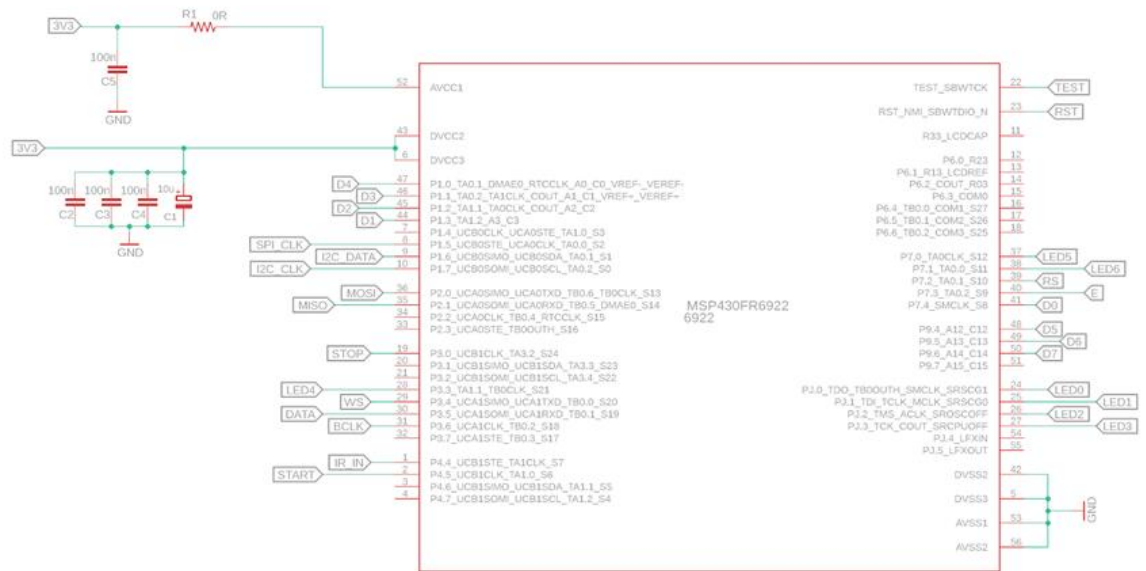 R1 0R
3V3
100n
C5
GND
3V3
100n 100n 100n 10u +
C2 C3 C4 C1
GND
52 AVCC1
43 DVCC2
6 DVCC3
D4 47 P1.0_TA0.1_DMAE0_RTCCLK_A0_C0_VREF-_VEREF-
D3 46 P1.1_TA0.2_TA1CLK_COUT_A1_C1_VREF+_VEREF+
D2 45 P1.2_TA1.1_TA0CLK_COUT_A2_C2
D1 44 P1.3_TA1.2_A3_C3
7 P1.4_UCB0CLK_UCA0STE_TA1.0_S3
SPI_CLK 8 P1.5_UCB0STE_UCA0CLK_TA0.0_S2
I2C_DATA 9 P1.6_UCB0SIMO_UCB0SDA_TA0.1_S1
I2C_CLK 10 P1.7_UCB0SOMI_UCB0SCL_TA0.2_S0
MOSI 36 P2.0_UCA0SIMO_UCA0TXD_TB0.6_TB0CLK_S13
MISO 35 P2.1_UCA0SOMI_UCA0RXD_TB0.5_DMAE0_S14
34 P2.2_UCA0CLK_TB0.4_RTCCLK_S15
33 P2.3_UCA0STE_TB0OUTH_S16
STOP 19 P3.0_UCB1CLK_TA3.2_S24
20 P3.1_UCB1SIMO_UCB1SDA_TA3.3_S23
21 P3.2_UCB1SOMI_UCB1SCL_TA3.4_S22
LED4 28 P3.3_TA1.1_TB0CLK_S21
WS 29 P3.4_UCA1SIMO_UCA1TXD_TB0.0_S20
DATA 30 P3.5_UCA1SOMI_UCA1RXD_TB0.1_S19
BCLK 31 P3.6_UCA1CLK_TB0.2_S18
32 P3.7_UCA1STE_TB0.3_S17
IR_IN 1 P4.4_UCB1STE_TA1CLK_S7
START 2 P4.5_UCB1CLK_TA1.0_S6
3 P4.6_UCB1SIMO_UCB1SDA_TA1.1_S5
4 P4.7_UCB1SOMI_UCB1SCL_TA1.2_S4
MSP430FR6922
6922
TEST_SBWTCK 22 TEST
RST_NMI_SBWTDIO_N 23 RST
R33_LCDCAP 11
P6.0_R23 12
P6.1_R13_LCDREF 13
P6.2_COUT_R03 14
P6.3_COM0 15
P6.4_TB0.0_COM1_S27 16
P6.5_TB0.1_COM2_S26 17
P6.6_TB0.2_COM3_S25 18
P7.0_TA0CLK_S12 37 LED5
P7.1_TA0.0_S11 38 LED6
P7.2_TA0.1_S10 39 RS
P7.3_TA0.2_S9 40 E
P7.4_SMCLK_S8 41 D0
P9.4_A12_C12 48 D5
P9.5_A13_C13 49 D6
P9.6_A14_C14 50 D7
P9.7_A15_C15 51
PJ.0_TDO_TB0OUTH_SMCLK_SRSCG1 24 LED0
PJ.1_TDI_TCLK_MCLK_SRSCG0 25 LED1
PJ.2_TMS_ACLK_SROSCOFF 26 LED2
PJ.3_TCK_COUT_SRCPUOFF 27 LED3
PJ.4_LFXIN 54
PJ.5_LFXOUT 55
DVSS2 42
DVSS3 5
AVSS1 53
AVSS2 56
GND